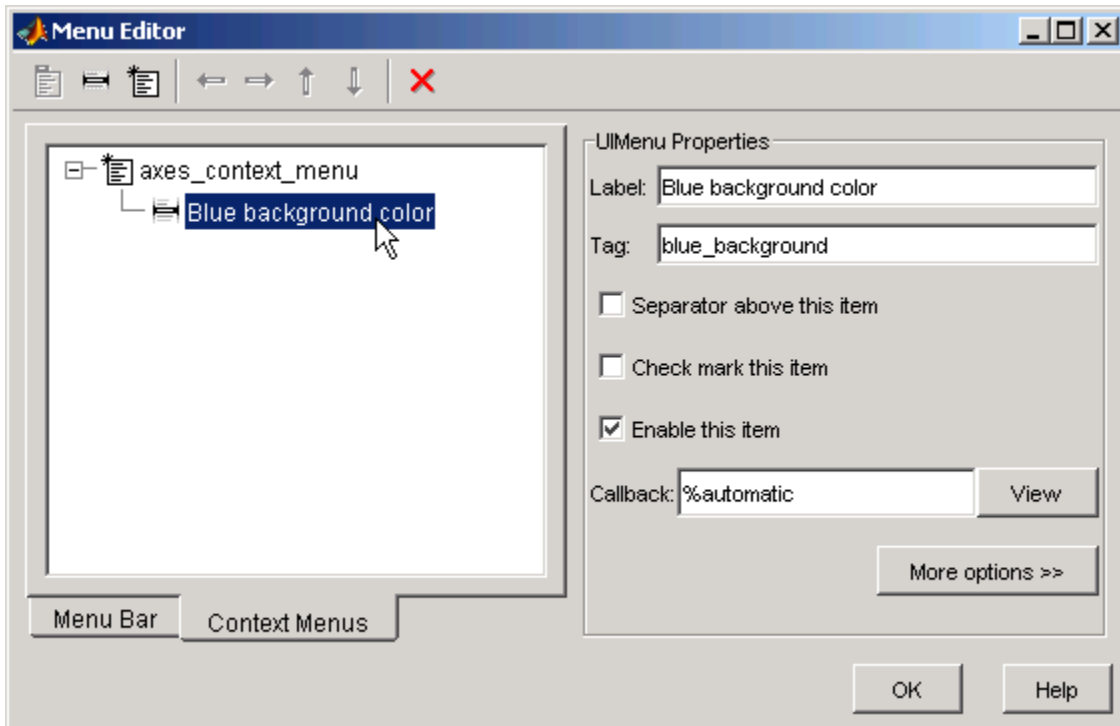 Menu Editor
axes_context_menu
Blue background color
Menu Bar
Context Menus
UIMenu Properties
Label: Blue background color
Tag: blue_background
Separator above this item
Check mark this item
Enable this item
Callback: %automatic View
More options >>
OK Help